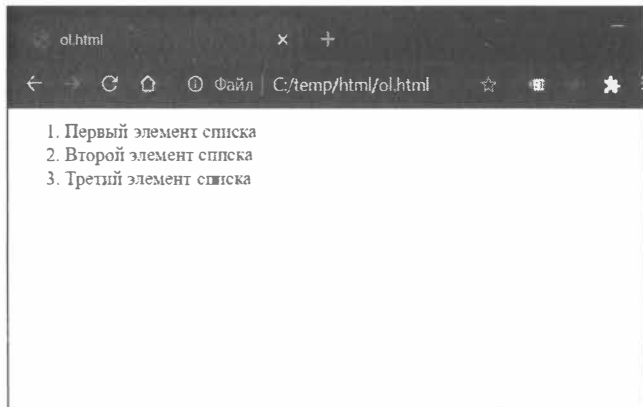 ol.html
Файл C:/temp/html/ol.html
1. Первый элемент списка
2. Второй элемент списка
3. Третий элемент списка